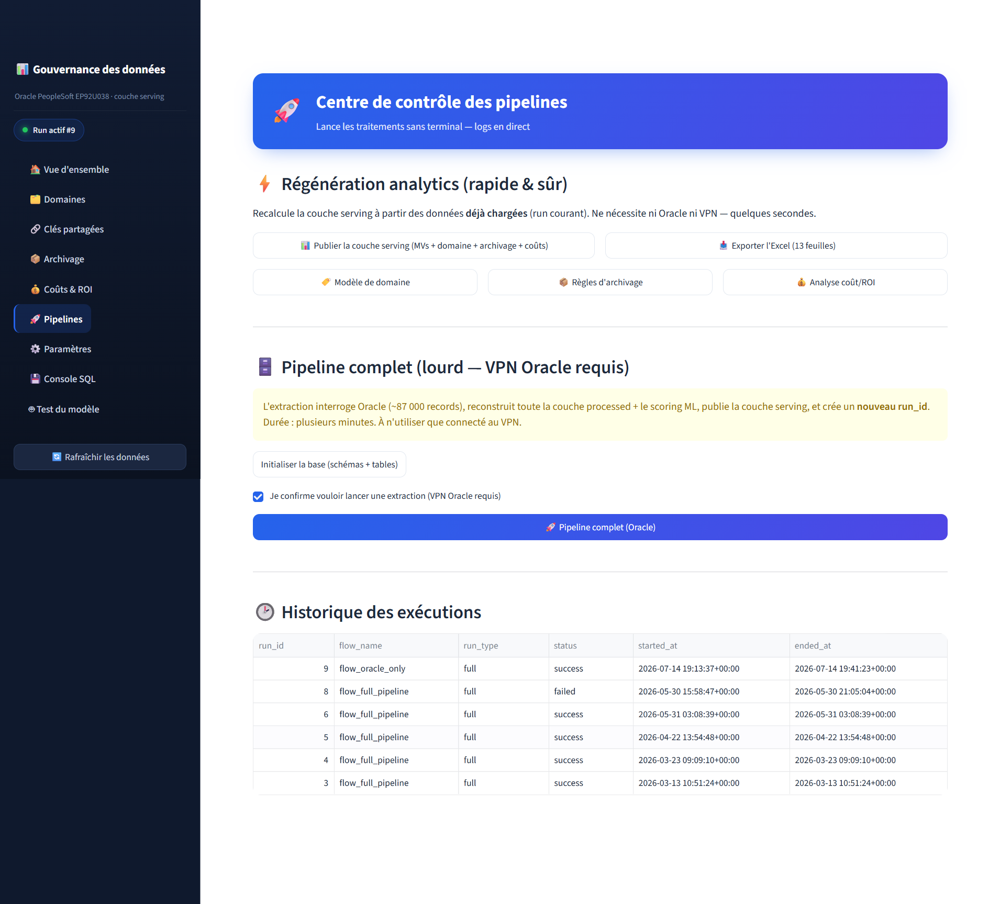 📊 Gouvernance des données
Oracle PeopleSoft EP92U038 · couche serving
Run actif #9
🏠 Vue d'ensemble
🗂️ Domaines
🔗 Clés partagées
📦 Archivage
💰 Coûts & ROI
🚀 Pipelines
⚙️ Paramètres
💾 Console SQL
Test du modèle
🔄 Rafraîchir les données
🚀 Centre de contrôle des pipelines
Lance les traitements sans terminal — logs en direct
⚡ Régénération analytics (rapide & sûr)
Recalcule la couche serving à partir des données déjà chargées (run courant). Ne nécessite ni Oracle ni VPN — quelques secondes.
📊 Publier la couche serving (MVs + domaine + archivage + coûts)
📥 Exporter l'Excel (13 feuilles)
🏷️ Modèle de domaine
📦 Règles d'archivage
💰 Analyse coût/ROI
🗄️ Pipeline complet (lourd — VPN Oracle requis)
L'extraction interroge Oracle (~87 000 records), reconstruit toute la couche processed + le scoring ML, publie la couche serving, et crée un nouveau run_id.
Durée : plusieurs minutes. À n'utiliser que connecté au VPN.
Initialiser la base (schémas + tables)
Je confirme vouloir lancer une extraction (VPN Oracle requis)
🚀 Pipeline complet (Oracle)
🕐 Historique des exécutions
run_id flow_name run_type status started_at ended_at
9 flow_oracle_only full success 2026-07-14 19:13:37+00:00 2026-07-14 19:41:23+00:00
8 flow_full_pipeline full failed 2026-05-30 15:58:47+00:00 2026-05-30 21:05:04+00:00
6 flow_full_pipeline full success 2026-05-31 03:08:39+00:00 2026-05-31 03:08:39+00:00
5 flow_full_pipeline full success 2026-04-22 13:54:48+00:00 2026-04-22 13:54:48+00:00
4 flow_full_pipeline full success 2026-03-23 09:09:10+00:00 2026-03-23 09:09:10+00:00
3 flow_full_pipeline full success 2026-03-13 10:51:24+00:00 2026-03-13 10:51:24+00:00